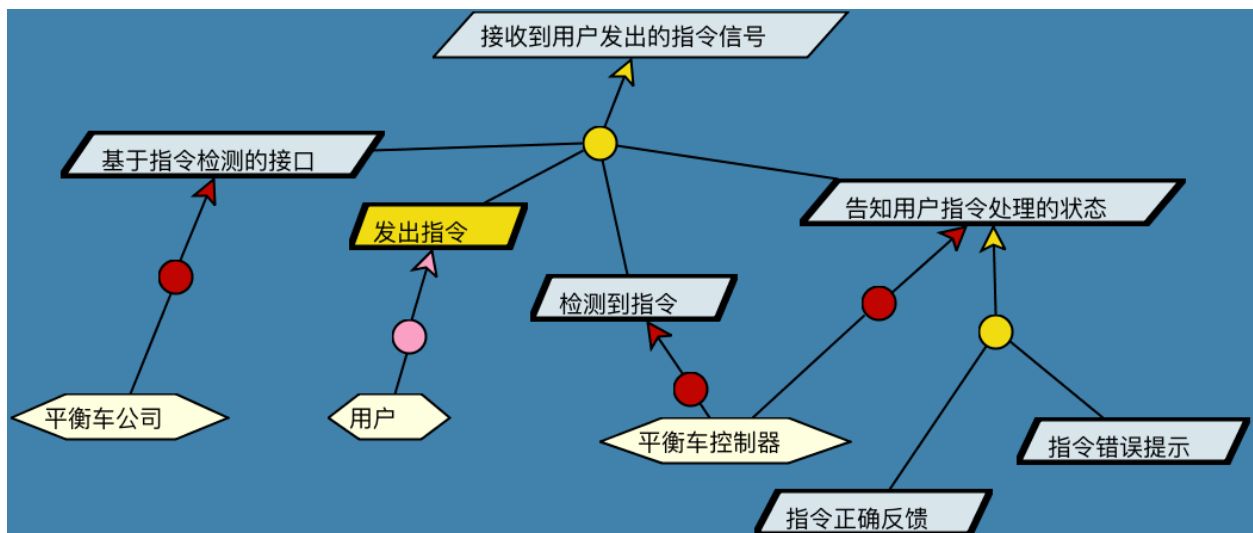 接收到用户发出的指令信号
基于指令检测的接口
告知用户指令处理的状态
发出指令
检测到指令
平衡车公司
用户
平衡车控制器
指令错误提示
指令正确反馈